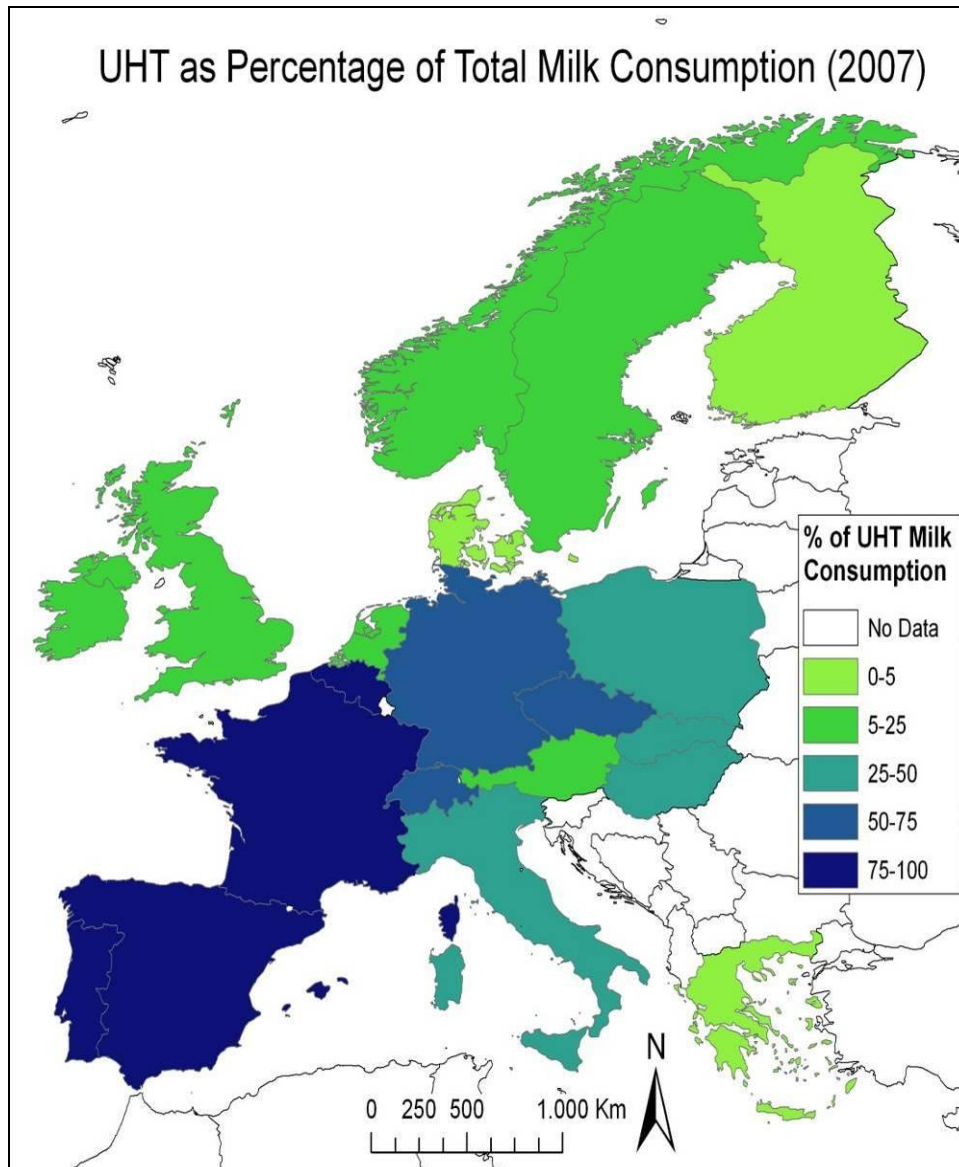 UHT as Percentage of Total Milk Consumption (2007)
% of UHT Milk
Consumption
No Data
0-5
5-25
25-50
50-75
75-100
N
0 250 500 1.000 Km